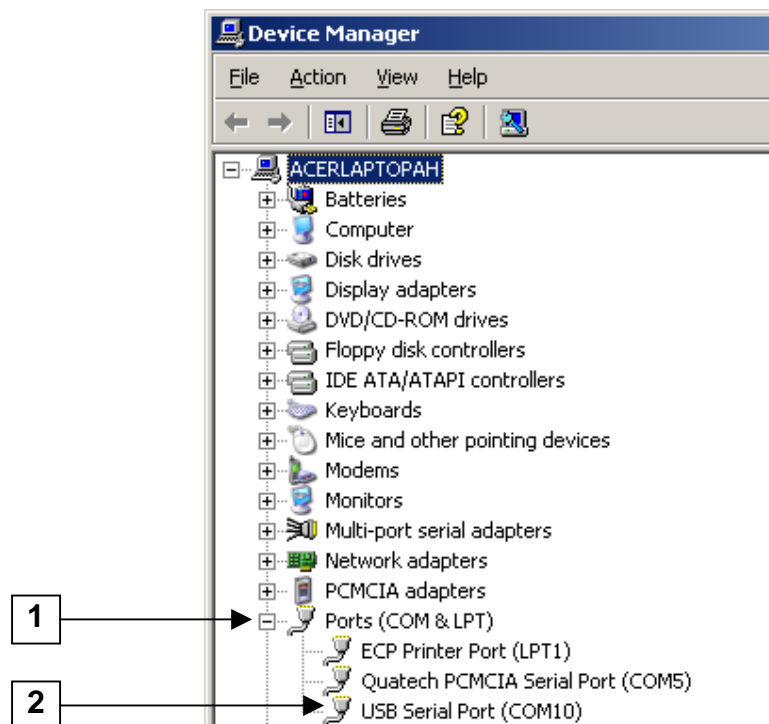 Device Manager
File Action View Help
ACERLAPTOPAH
Batteries
Computer
Disk drives
Display adapters
DVD/CD-ROM drives
Floppy disk controllers
IDE ATA/ATAPI controllers
Keyboards
Mice and other pointing devices
Modems
Monitors
Multi-port serial adapters
Network adapters
PCMCIA adapters
1 Ports (COM & LPT)
ECP Printer Port (LPT1)
Quatech PCMCIA Serial Port (COM5)
2 USB Serial Port (COM10)